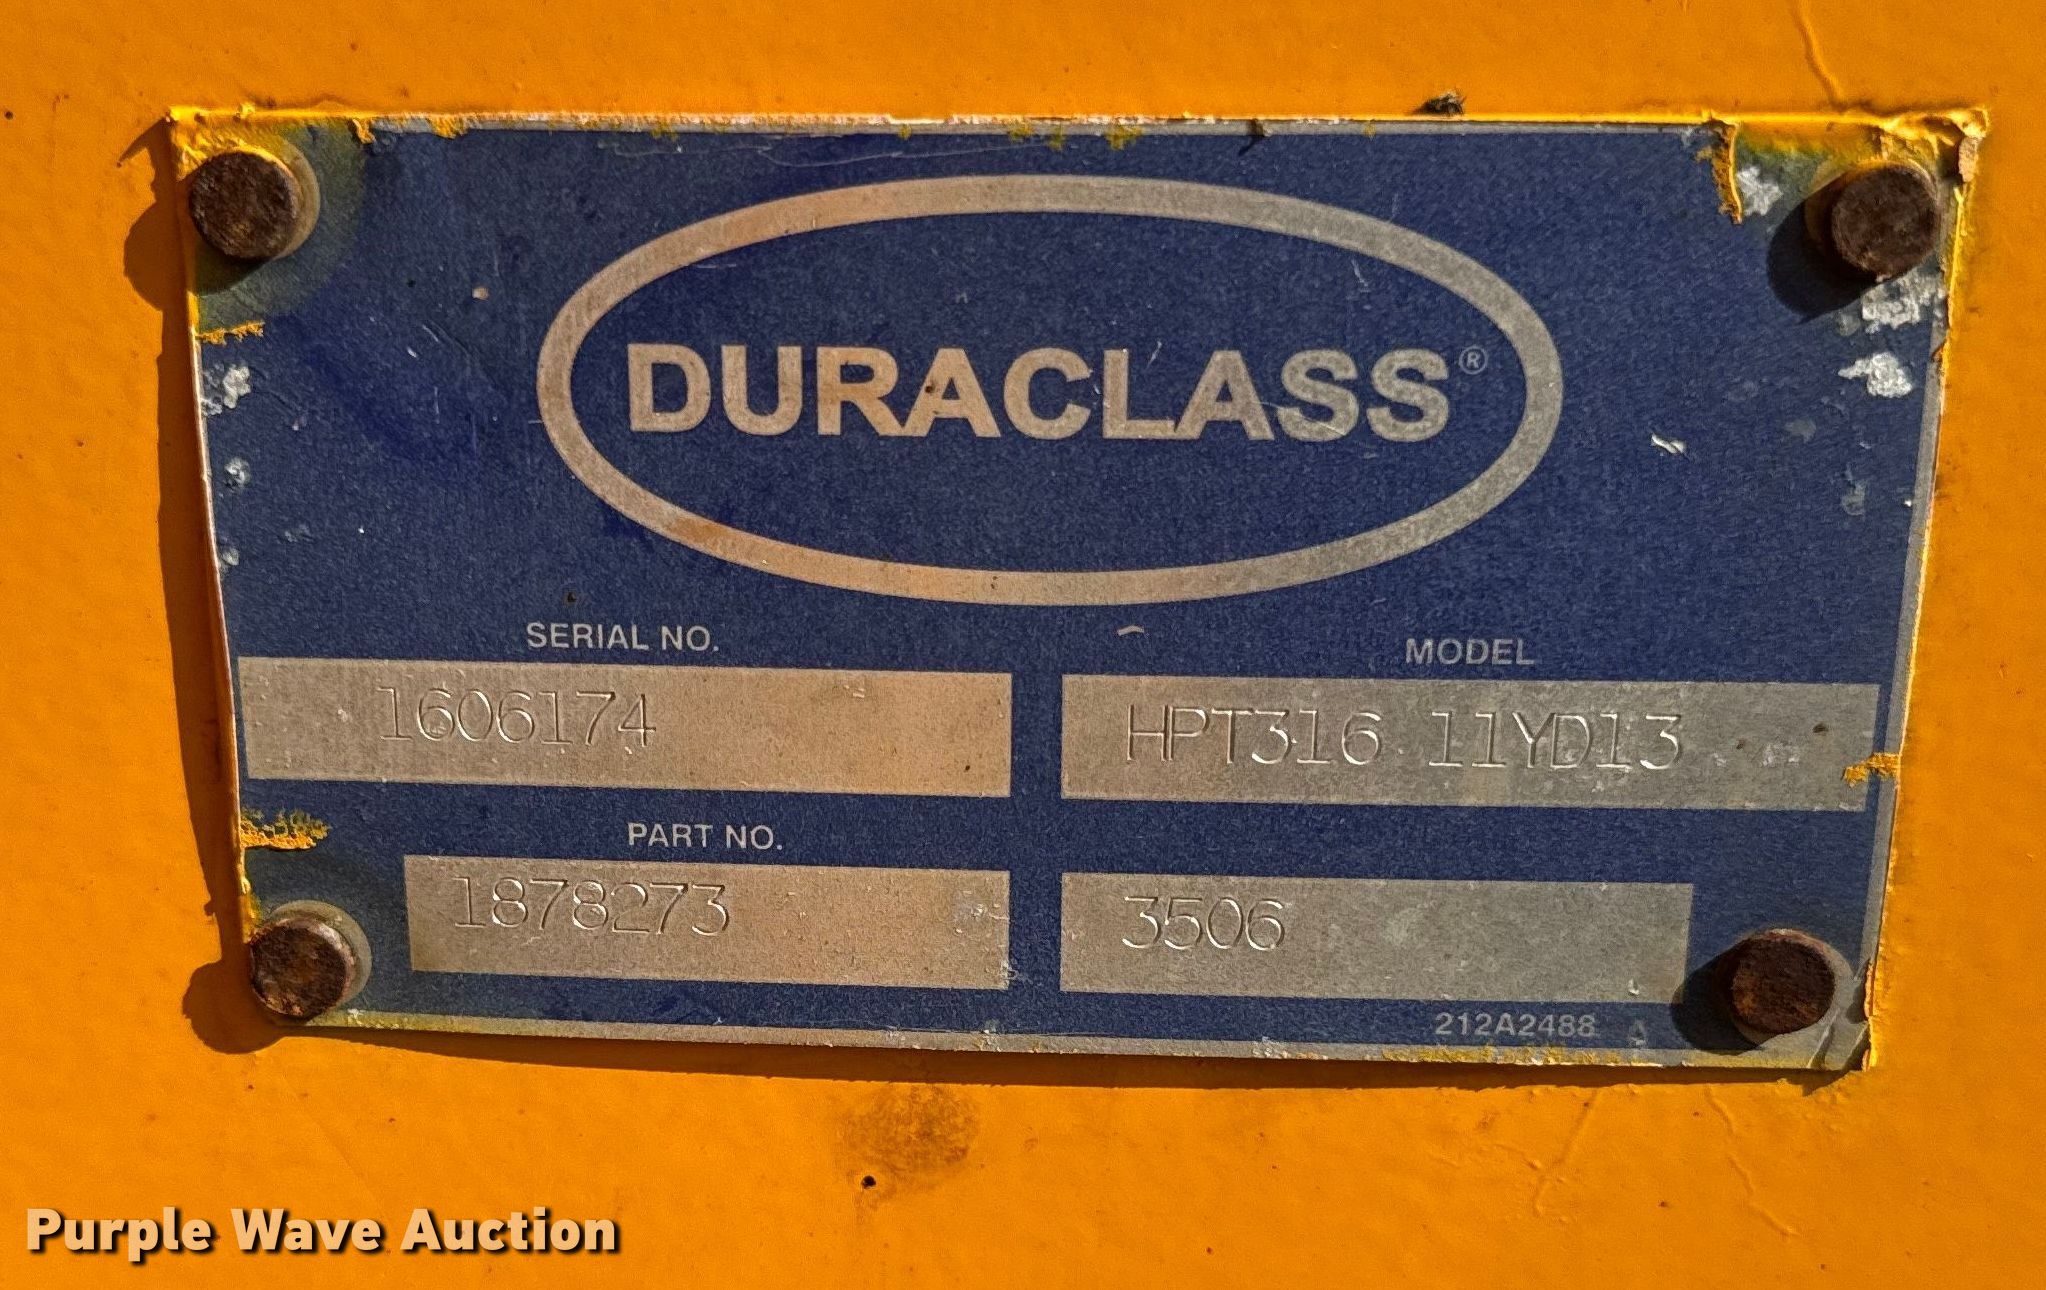 DURACLASS®
SERIAL NO.
1606174
MODEL
HPT316 11YD13
PART NO.
1878273
3506
212A2488
Purple Wave Auction